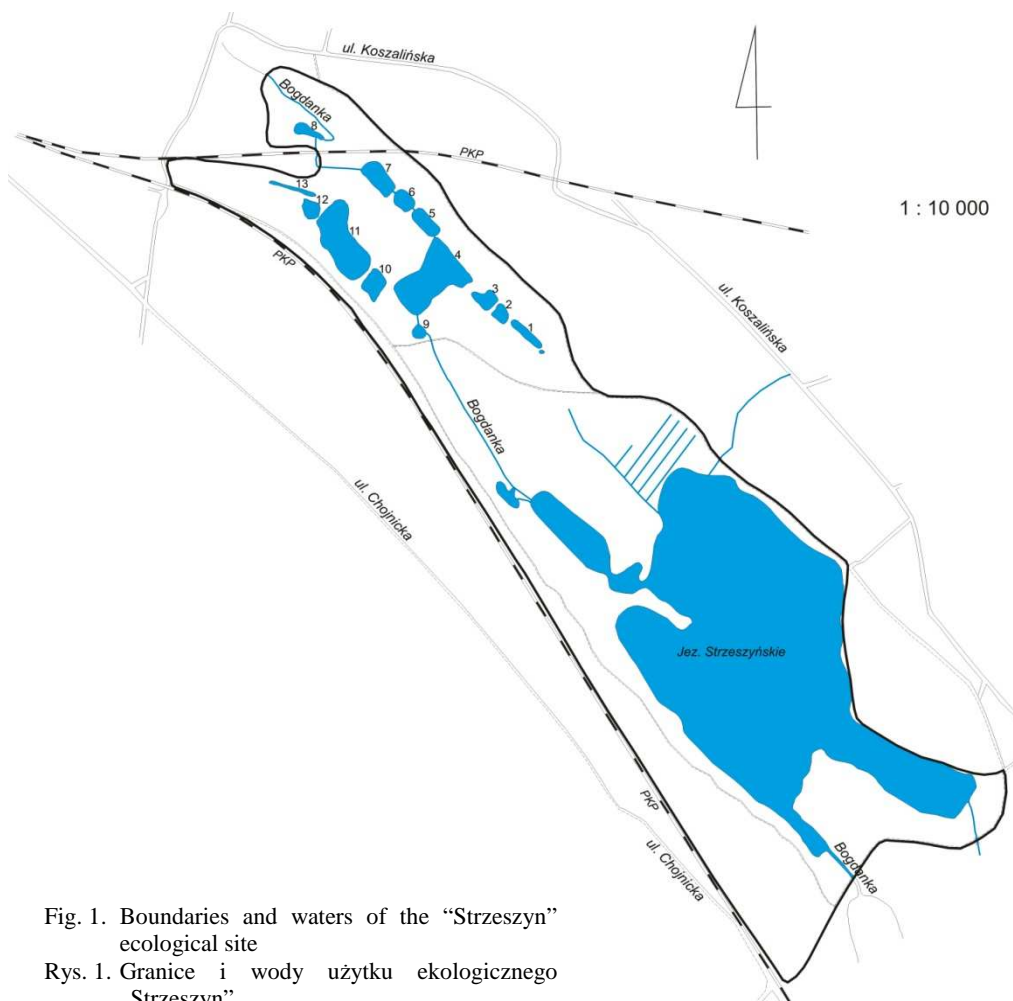 ul. Koszalińska
Bogdanka
8
PKP
7
13
6
12
5
11
1 : 10 000
4
PKP
10
3
2
ul. Koszalińska
9
1
Bogdanka
ul. Chojnicka
Jez. Strzeszyńskie
PKP
ul. Chojnicka
Bogdanka
Fig. 1. Boundaries and waters of the “Strzeszyn”
ecological site
Rys. 1. Granice i wody użytku ekologicznego
Strzeszyn”